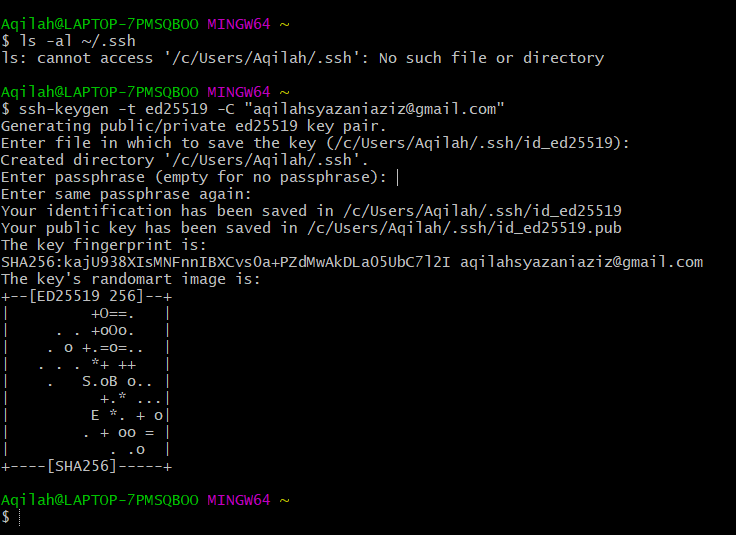 Aqilah@LAPTOP-7PMSQBOO MINGW64 ~
$ ls -al ~/.ssh
ls: cannot access '/c/Users/Aqilah/.ssh': No such file or directory

Aqilah@LAPTOP-7PMSQBOO MINGW64 ~
$ ssh-keygen -t ed25519 -C "aqilahsyazaniaziz@gmail.com"
Generating public/private ed25519 key pair.
Enter file in which to save the key (/c/Users/Aqilah/.ssh/id_ed25519):
Created directory '/c/Users/Aqilah/.ssh'.
Enter passphrase (empty for no passphrase):
Enter same passphrase again:
Your identification has been saved in /c/Users/Aqilah/.ssh/id_ed25519
Your public key has been saved in /c/Users/Aqilah/.ssh/id_ed25519.pub
The key fingerprint is:
SHA256:kajU938XIsMNFnnIBXCvs0a+PZdMwAkDLaO5UbC7l2I aqilahsyazaniaziz@gmail.com
The key's randomart image is:
+--[ED25519 256]--+
|         +O==.   |
|     . . +oOo.   |
|    . o +.=o=..  |
|   . . . *+ ++   |
|    .   S.oB o.. |
|          +.* ...|
|         E *. + o|
|        . + oo = |
|           . .o  |
+----[SHA256]-----+

Aqilah@LAPTOP-7PMSQBOO MINGW64 ~
$